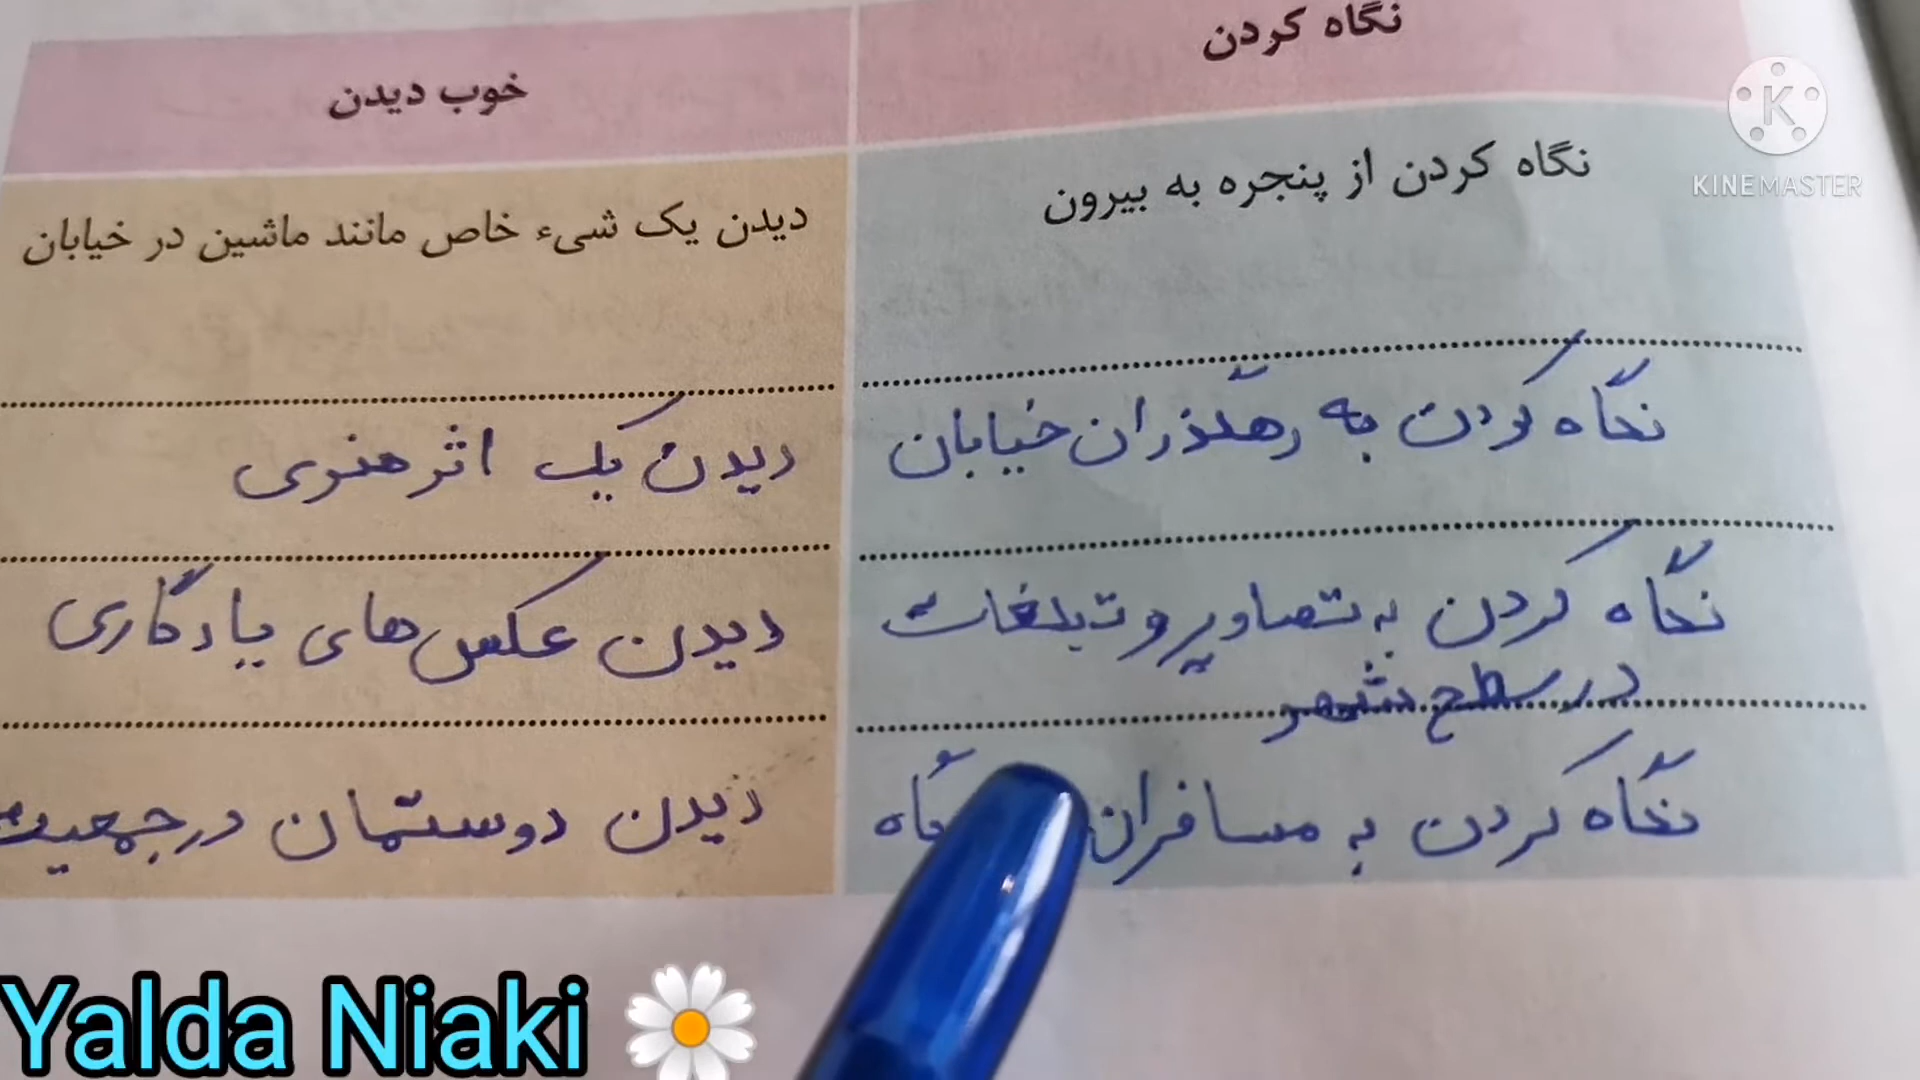 نگاه کردن
خوب دیدن
نگاه کردن از پنجره به بیرون
دیدن یک شیء خاص مانند ماشین در خیابان
نگاه کردن به رهگذران خیابان
دیدن یک اثر هنری
نگاه کردن به تصاویر و تبلیغات
در سطح شهر
دیدن عکس های یادگاری
نگاه کردن به مسافران
دیدن دوستمان در جمعیت
KINEMASTER
Yalda Niaki